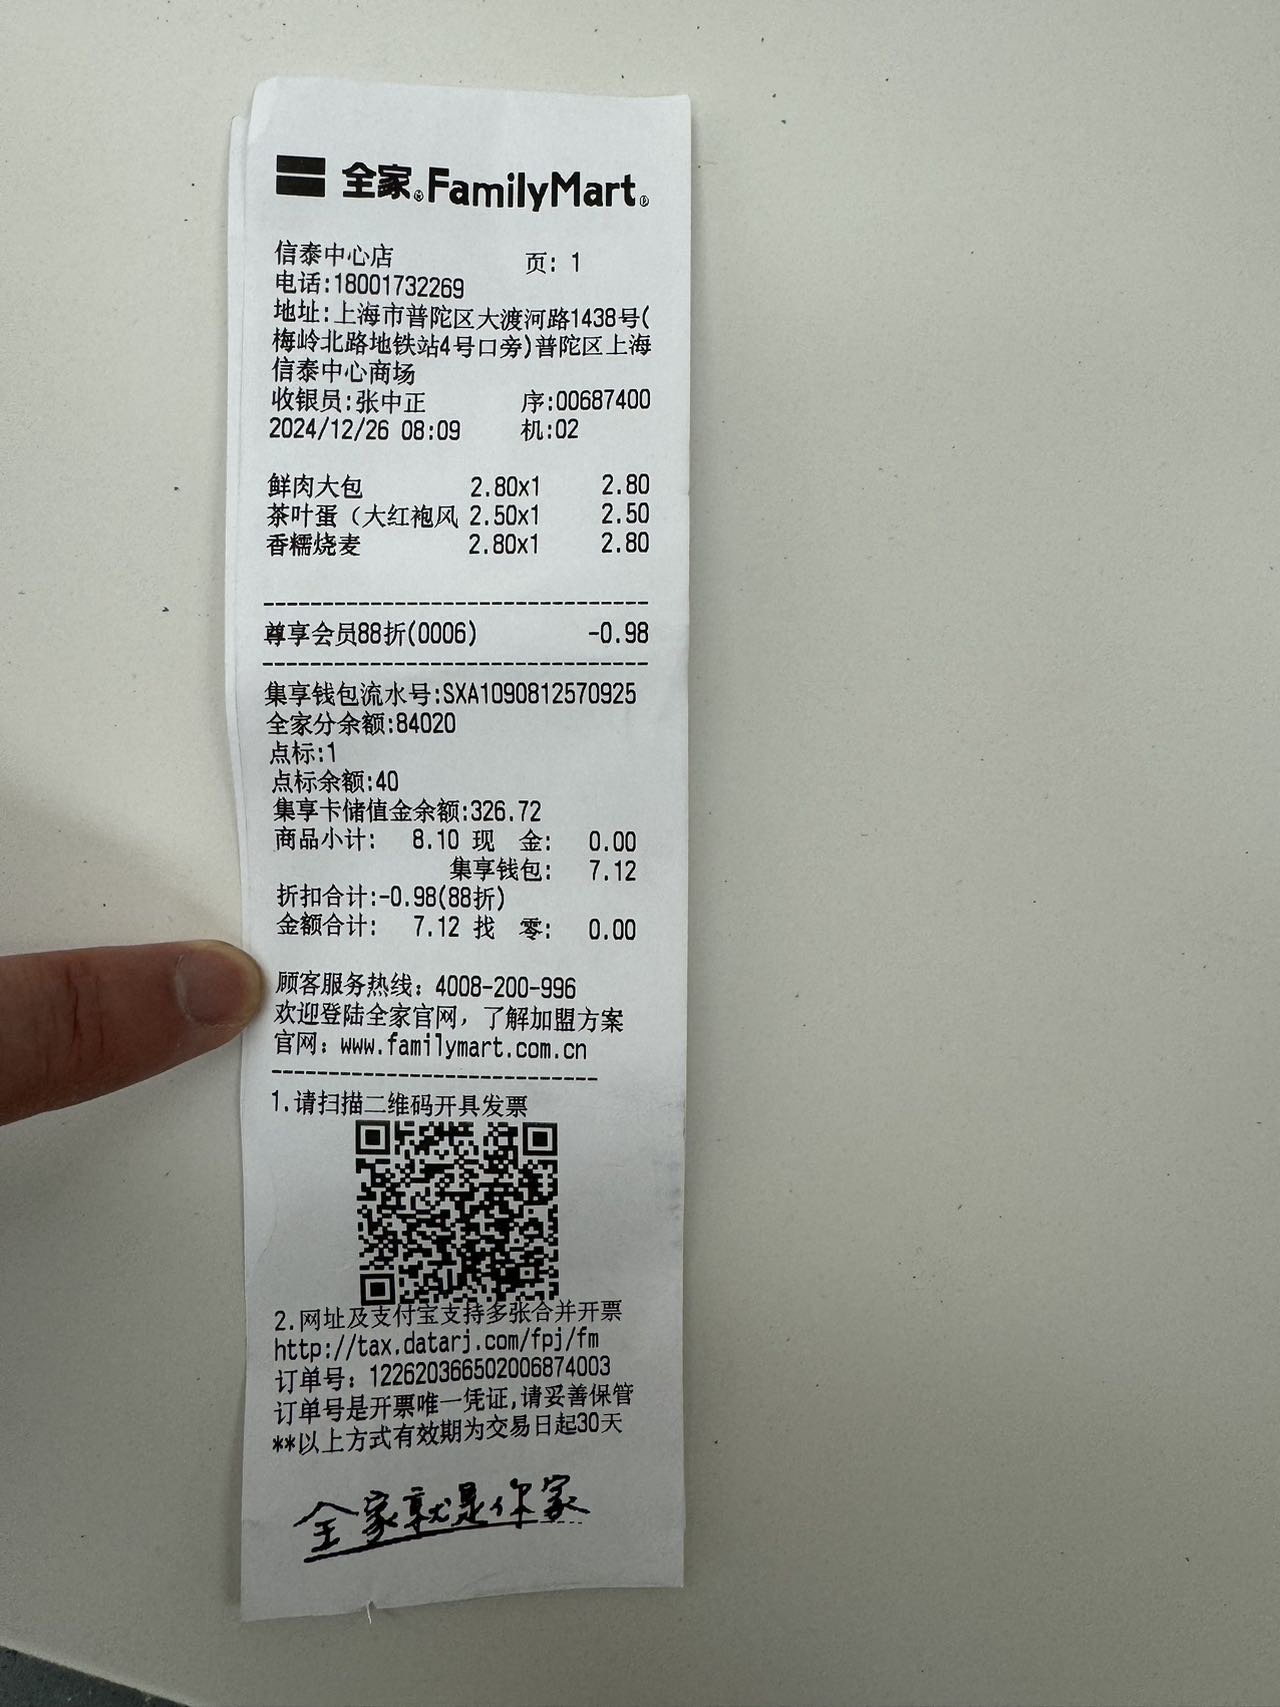 全家®FamilyMart®
信泰中心店 页: 1
电话:18001732269
地址:上海市普陀区大渡河路1438号(
梅岭北路地铁站4号口旁)普陀区上海
信泰中心商场
收银员:张中正 序:00687400
2024/12/26 08:09 机:02
鲜肉大包 2.80x1 2.80
茶叶蛋（大红袍风 2.50x1 2.50
香糯烧麦 2.80x1 2.80
--------------------------------
尊享会员88折(0006) -0.98
--------------------------------
集享钱包流水号:SXA1090812570925
全家分余额:84020
点标:1
点标余额:40
集享卡储值金余额:326.72
商品小计: 8.10 现 金: 0.00
集享钱包: 7.12
折扣合计:-0.98(88折)
金额合计: 7.12 找 零: 0.00
顾客服务热线：4008-200-996
欢迎登陆全家官网，了解加盟方案
官网：www.familymart.com.cn
---------------------------
1.请扫描二维码开具发票
2.网址及支付宝支持多张合并开票
http://tax.datarj.com/fpj/fm
订单号：122620366502006874003
订单号是开票唯一凭证,请妥善保管
**以上方式有效期为交易日起30天
全家就是你家